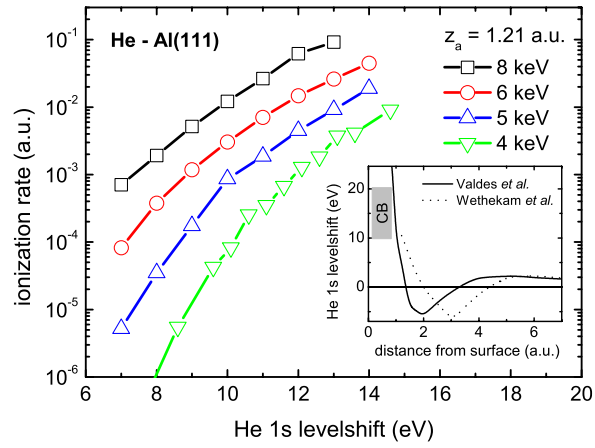 He - Al(111)
z_a = 1.21 a.u.
8 keV
6 keV
5 keV
4 keV
ionization rate (a.u.)
10^-1
10^-2
10^-3
10^-4
10^-5
10^-6
6 8 10 12 14 16 18 20
He 1s levelshift (eV)
Valdes et al.
Wethekam et al.
CB
He 1s levelshift (eV)
20
10
0
0 2 4 6
distance from surface (a.u.)